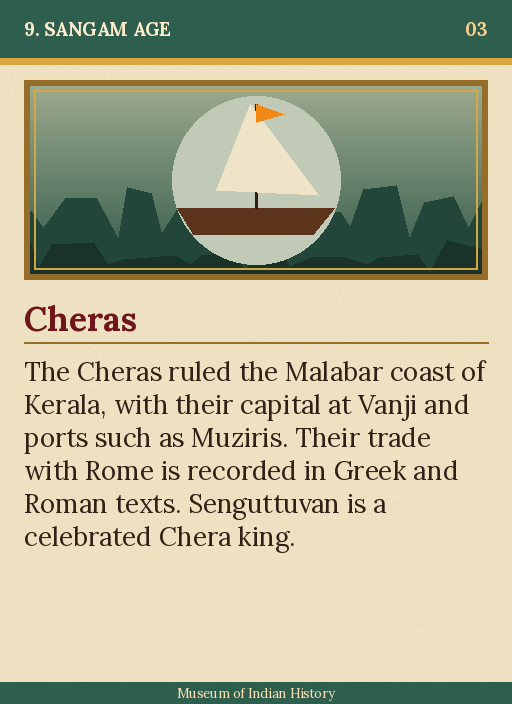 9. SANGAM AGE
03
Cheras
The Cheras ruled the Malabar coast of
Kerala, with their capital at Vanji and
ports such as Muziris. Their trade
with Rome is recorded in Greek and
Roman texts. Senguttuvan is a
celebrated Chera king.
Museum of Indian History